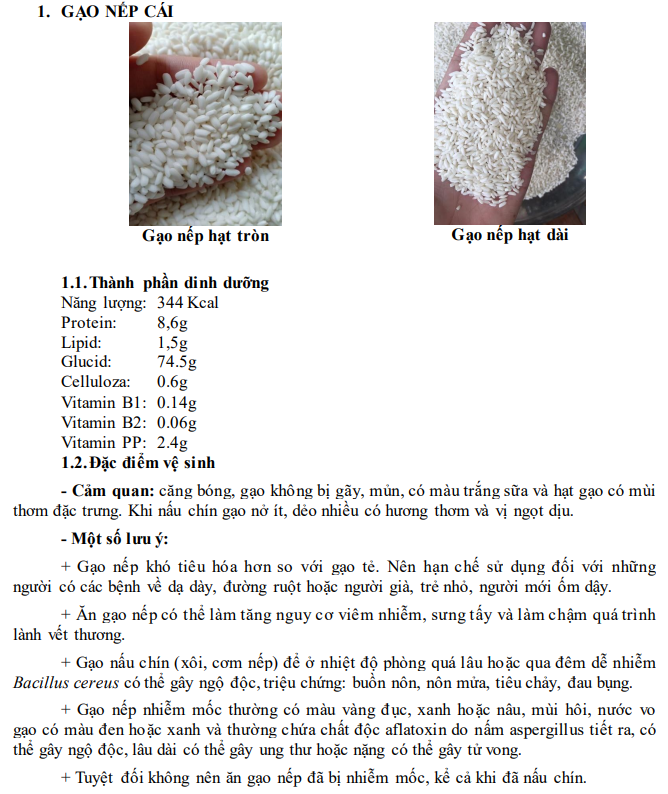 1. GẠO NẾP CÁI
Gạo nếp hạt tròn
Gạo nếp hạt dài
1.1.Thành phần dinh dưỡng
Năng lượng: 344 Kcal
Protein: 8,6g
Lipid: 1,5g
Glucid: 74.5g
Celluloza: 0.6g
Vitamin B1: 0.14g
Vitamin B2: 0.06g
Vitamin PP: 2.4g
1.2.Đặc điểm vệ sinh
- Cảm quan: căng bóng, gạo không bị gãy, mủn, có màu trắng sữa và hạt gạo có mùi
thơm đặc trưng. Khi nấu chín gạo nở ít, dẻo nhiều có hương thơm và vị ngọt dịu.
- Một số lưu ý:
+ Gạo nếp khó tiêu hóa hơn so với gạo tẻ. Nên hạn chế sử dụng đối với những
người có các bệnh về dạ dày, đường ruột hoặc người già, trẻ nhỏ, người mới ốm dậy.
+ Ăn gạo nếp có thể làm tăng nguy cơ viêm nhiễm, sưng tấy và làm chậm quá trình
lành vết thương.
+ Gạo nấu chín (xôi, cơm nếp) để ở nhiệt độ phòng quá lâu hoặc qua đêm dễ nhiễm
Bacillus cereus có thể gây ngộ độc, triệu chứng: buồn nôn, nôn mửa, tiêu chảy, đau bụng.
+ Gạo nếp nhiễm mốc thường có màu vàng đục, xanh hoặc nâu, mùi hôi, nước vo
gạo có màu đen hoặc xanh và thường chứa chất độc aflatoxin do nấm aspergillus tiết ra, có
thể gây ngộ độc, lâu dài có thể gây ung thư hoặc nặng có thể gây tử vong.
+ Tuyệt đối không nên ăn gạo nếp đã bị nhiễm mốc, kể cả khi đã nấu chín.